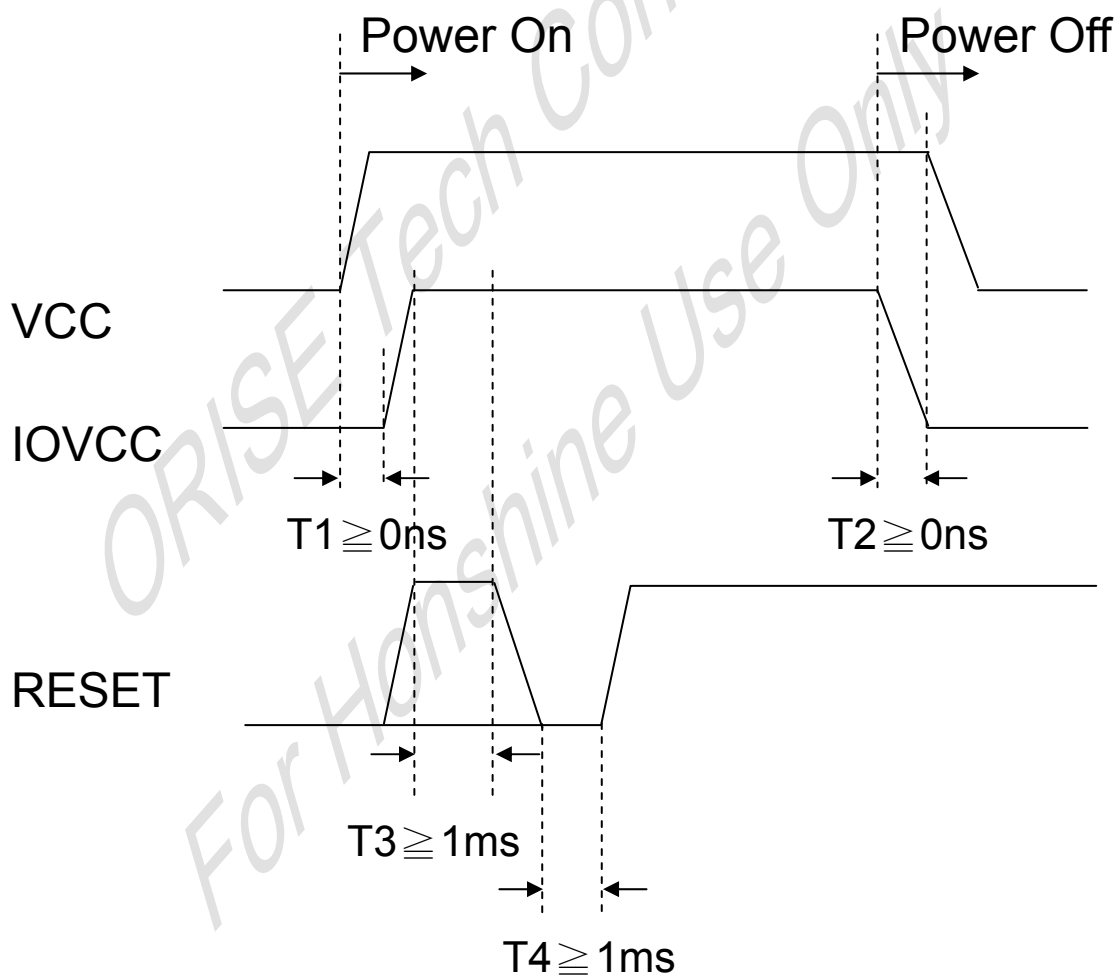 Power On
Power Off
VCC
IOVCC
T1≧0ns
T2≧0ns
RESET
T3≧1ms
T4≧1ms
ORISE Tech
For Honshine Use Only